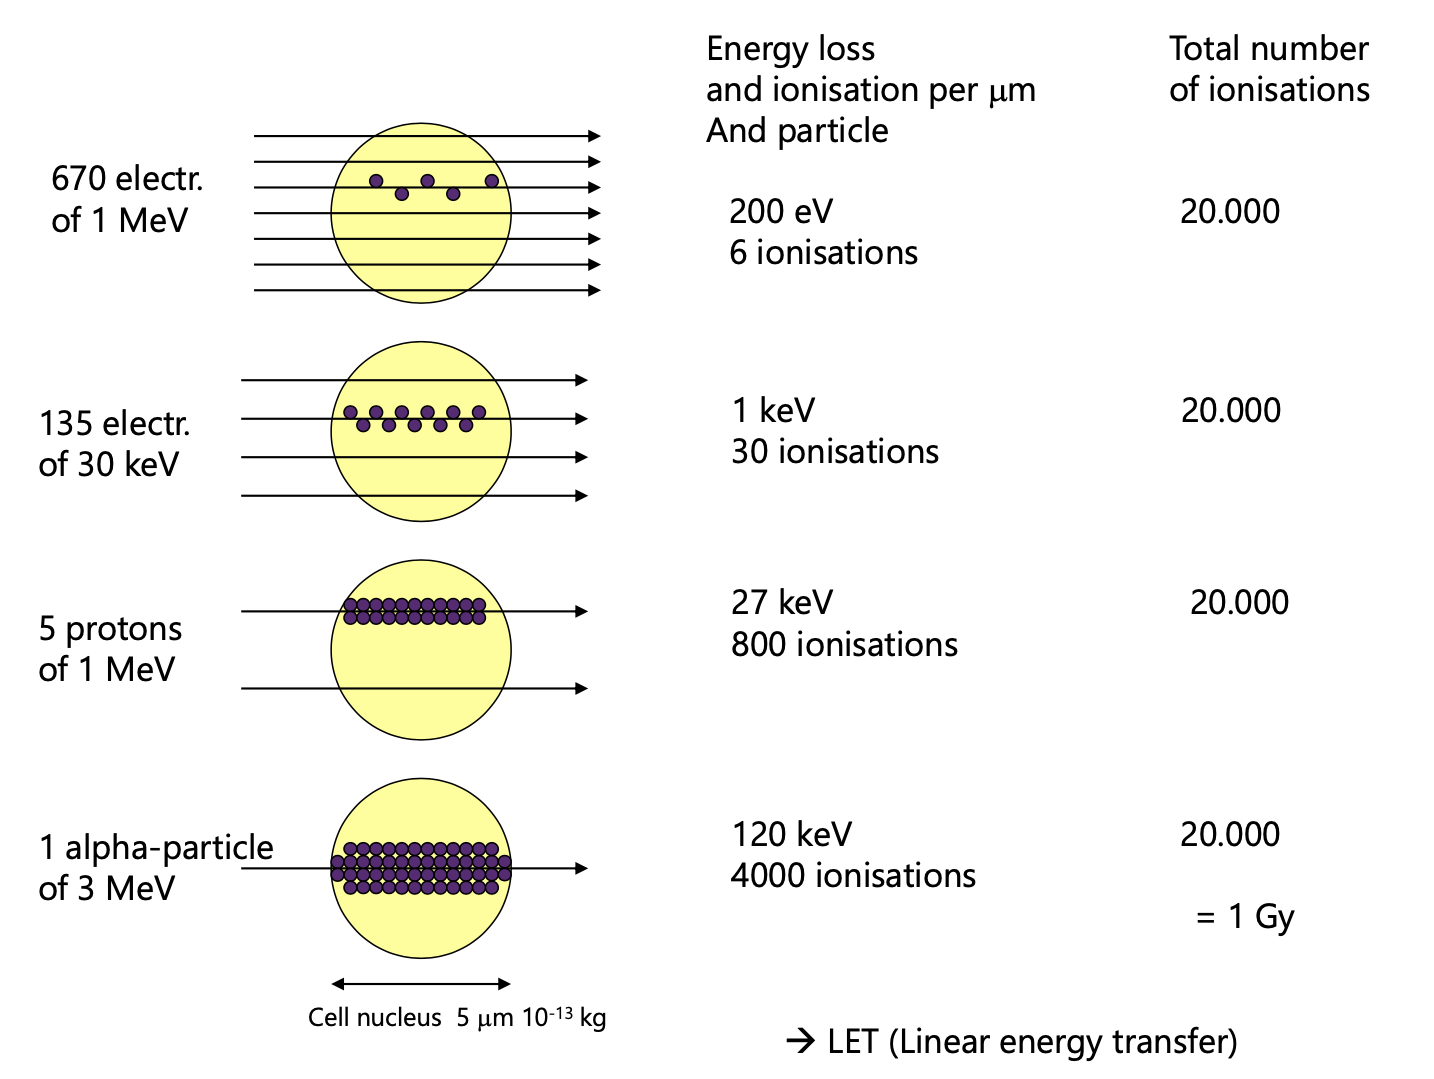 Energy loss
and ionisation per μm
And particle
Total number
of ionisations
670 electr.
of 1 MeV
200 eV
6 ionisations
20.000
135 electr.
of 30 keV
1 keV
30 ionisations
20.000
5 protons
of 1 MeV
27 keV
800 ionisations
20.000
1 alpha-particle
of 3 MeV
120 keV
4000 ionisations
20.000
= 1 Gy
Cell nucleus 5 μm 10⁻¹³ kg
→ LET (Linear energy transfer)